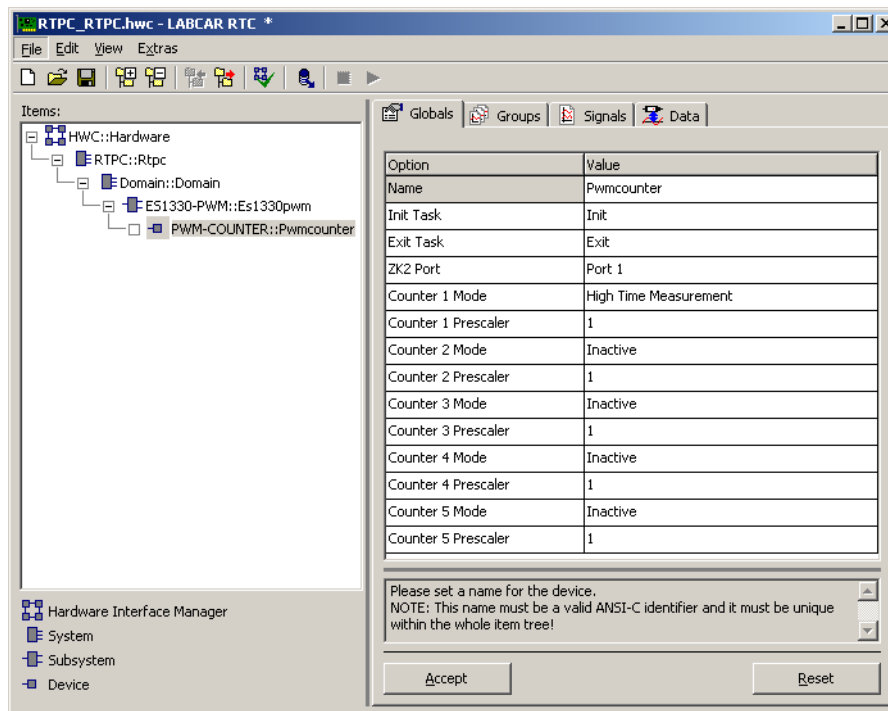 RTPC_RTPC.hwc - LABCAR RTC *
File Edit View Extras
Items:
HWC::Hardware
RTPC::Rtpc
Domain::Domain
ES1330-PWM::Es1330pwm
PWM-COUNTER::Pwmcounter
Hardware Interface Manager
System
Subsystem
Device
Globals Groups Signals Data
Option Value
Name Pwmcounter
Init Task Init
Exit Task Exit
ZK2 Port Port 1
Counter 1 Mode High Time Measurement
Counter 1 Prescaler 1
Counter 2 Mode Inactive
Counter 2 Prescaler 1
Counter 3 Mode Inactive
Counter 3 Prescaler 1
Counter 4 Mode Inactive
Counter 4 Prescaler 1
Counter 5 Mode Inactive
Counter 5 Prescaler 1
Please set a name for the device.
NOTE: This name must be a valid ANSI-C identifier and it must be unique
within the whole item tree!
Accept Reset